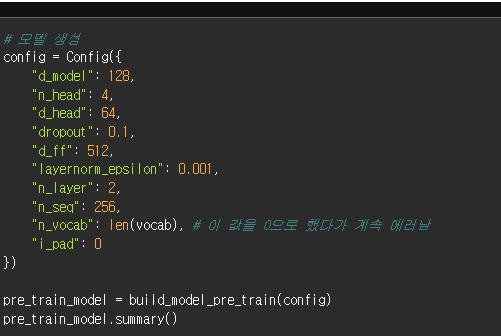 # 모델 생성
config = Config({
"d_model": 128,
"n_head": 4,
"d_head": 64,
"dropout": 0.1,
"d_ff": 512,
"layernorm_epsilon": 0.001,
"n_layer": 2,
"n_seq": 256,
"n_vocab": len(vocab), # 이 값을 0으로 했다가 계속 에러남
"i_pad": 0
})
pre_train_model = build_model_pre_train(config)
pre_train_model.summary()